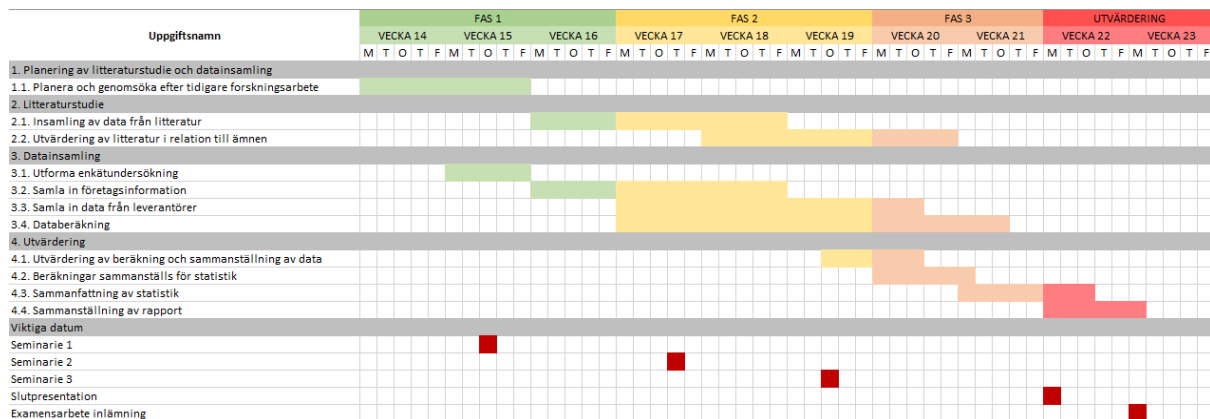 FAS 1 FAS 2 FAS 3 UTVÄRDERING
Uppgiftsnamn VECKA 14 VECKA 15 VECKA 16 VECKA 17 VECKA 18 VECKA 19 VECKA 20 VECKA 21 VECKA 22 VECKA 23
M T O T F M T O T F M T O T F M T O T F M T O T F M T O T F M T O T F M T O T F M T O T F M T O T F
1. Planering av litteraturstudie och datainsamling
1.1. Planera och genomsöka efter tidigare forskningsarbete
2. Litteraturstudie
2.1. Insamling av data från litteratur
2.2. Utvärdering av litteratur i relation till ämnen
3. Datainsamling
3.1. Utforma enkätundersökning
3.2. Samla in företagsinformation
3.3. Samla in data från leverantörer
3.4. Databeräkning
4. Utvärdering
4.1. Utvärdering av beräkning och sammanställning av data
4.2. Beräkningar sammanställs för statistik
4.3. Sammanfattning av statistik
4.4. Sammanställning av rapport
Viktiga datum
Seminarie 1
Seminarie 2
Seminarie 3
Slutpresentation
Examensarbete inlämning